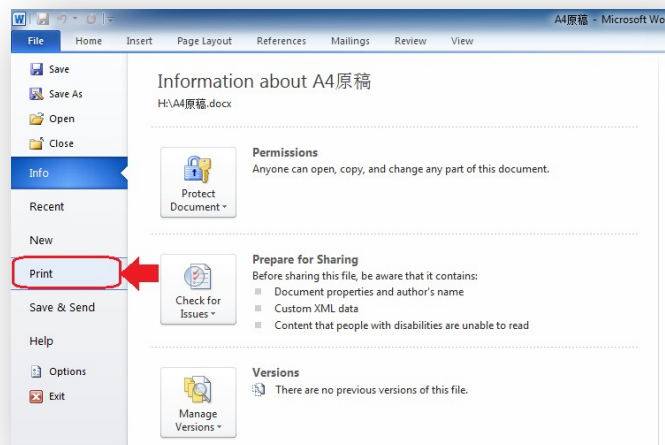 A4原稿 - Microsoft Wo
File Home Insert Page Layout References Mailings Review View
Save
Save As
Open
Close
Info
Recent
New
Print
Save & Send
Help
Options
Exit
Information about A4原稿
H:\A4原稿.docx
Protect
Document
Permissions
Anyone can open, copy, and change any part of this document.
Check for
Issues
Prepare for Sharing
Before sharing this file, be aware that it contains:
Document properties and author's name
Custom XML data
Content that people with disabilities are unable to read
Manage
Versions
Versions
There are no previous versions of this file.